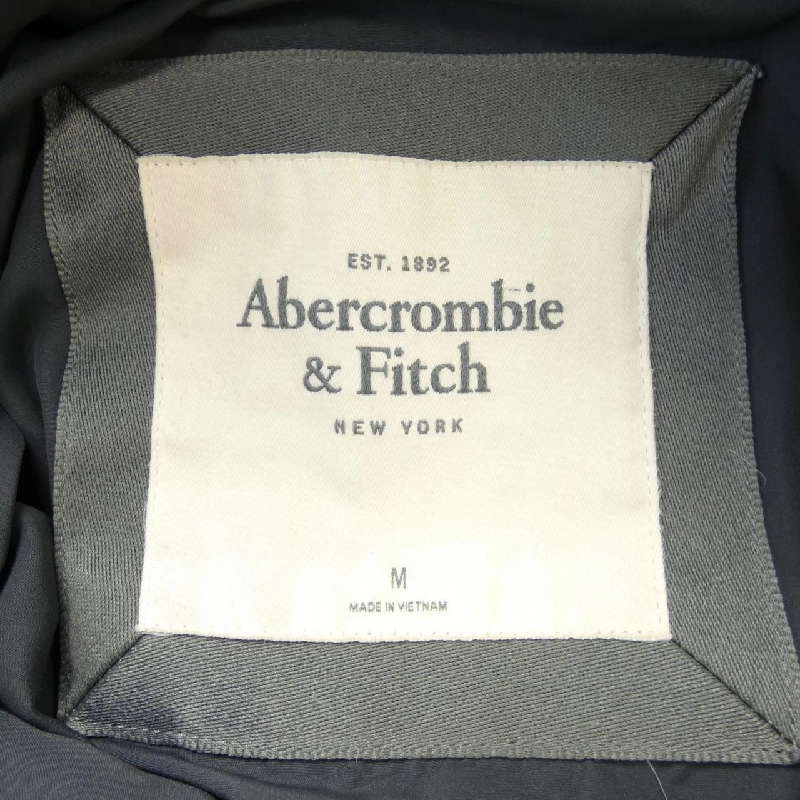 EST. 1892
Abercrombie
& Fitch
NEW YORK
M
MADE IN VIETNAM